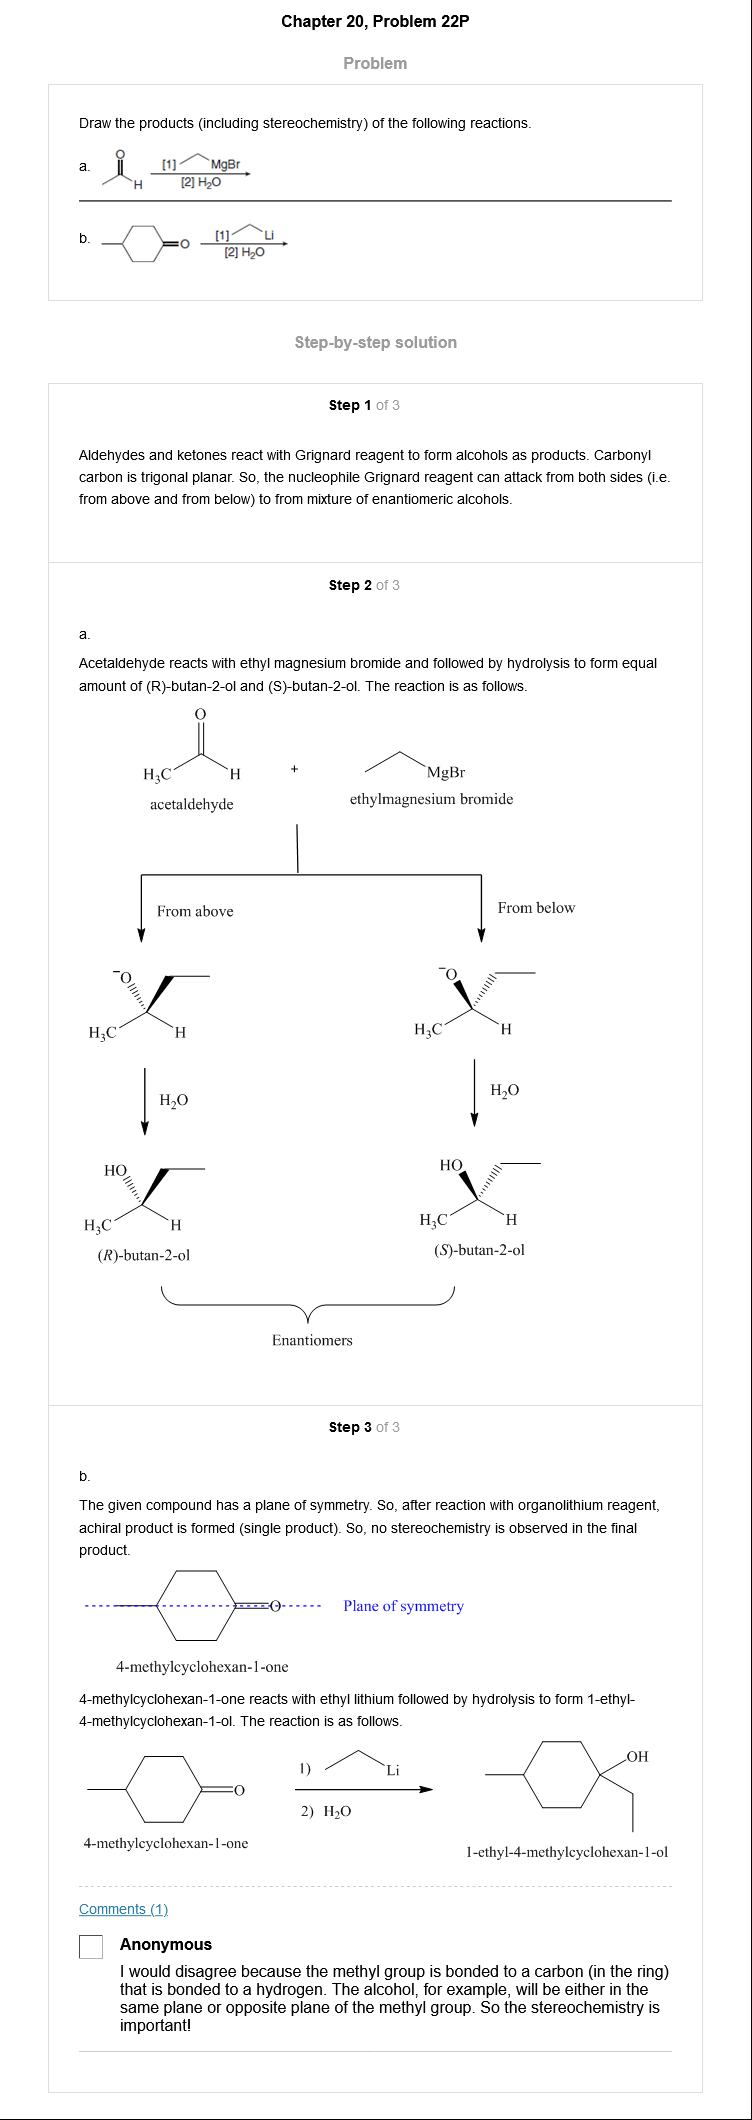 Chapter 20, Problem 22P
Problem
Draw the products (including stereochemistry) of the following reactions.
a.
O
H
[1]
MgBr
[2] H₂O
b.
O
[1]
Li
[2] H₂O
Step-by-step solution
Step 1 of 3
Aldehydes and ketones react with Grignard reagent to form alcohols as products. Carbonyl
carbon is trigonal planar. So, the nucleophile Grignard reagent can attack from both sides (i.e.
from above and from below) to from mixture of enantiomeric alcohols.
Step 2 of 3
a.
Acetaldehyde reacts with ethyl magnesium bromide and followed by hydrolysis to form equal
amount of (R)-butan-2-ol and (S)-butan-2-ol. The reaction is as follows.
O
H₃C
H
+
MgBr
acetaldehyde
ethylmagnesium bromide
From above
From below
⁻O
H₃C
H
⁻O
H₃C
H
H₂O
H₂O
HO
H₃C
H
(R)-butan-2-ol
HO
H₃C
H
(S)-butan-2-ol
Enantiomers
Step 3 of 3
b.
The given compound has a plane of symmetry. So, after reaction with organolithium reagent,
achiral product is formed (single product). So, no stereochemistry is observed in the final
product.
O
Plane of symmetry
4-methylcyclohexan-1-one
4-methylcyclohexan-1-one reacts with ethyl lithium followed by hydrolysis to form 1-ethyl-
4-methylcyclohexan-1-ol. The reaction is as follows.
O
1)
Li
2) H₂O
OH
4-methylcyclohexan-1-one
1-ethyl-4-methylcyclohexan-1-ol
Comments (1)
Anonymous
I would disagree because the methyl group is bonded to a carbon (in the ring)
that is bonded to a hydrogen. The alcohol, for example, will be either in the
same plane or opposite plane of the methyl group. So the stereochemistry is
important!